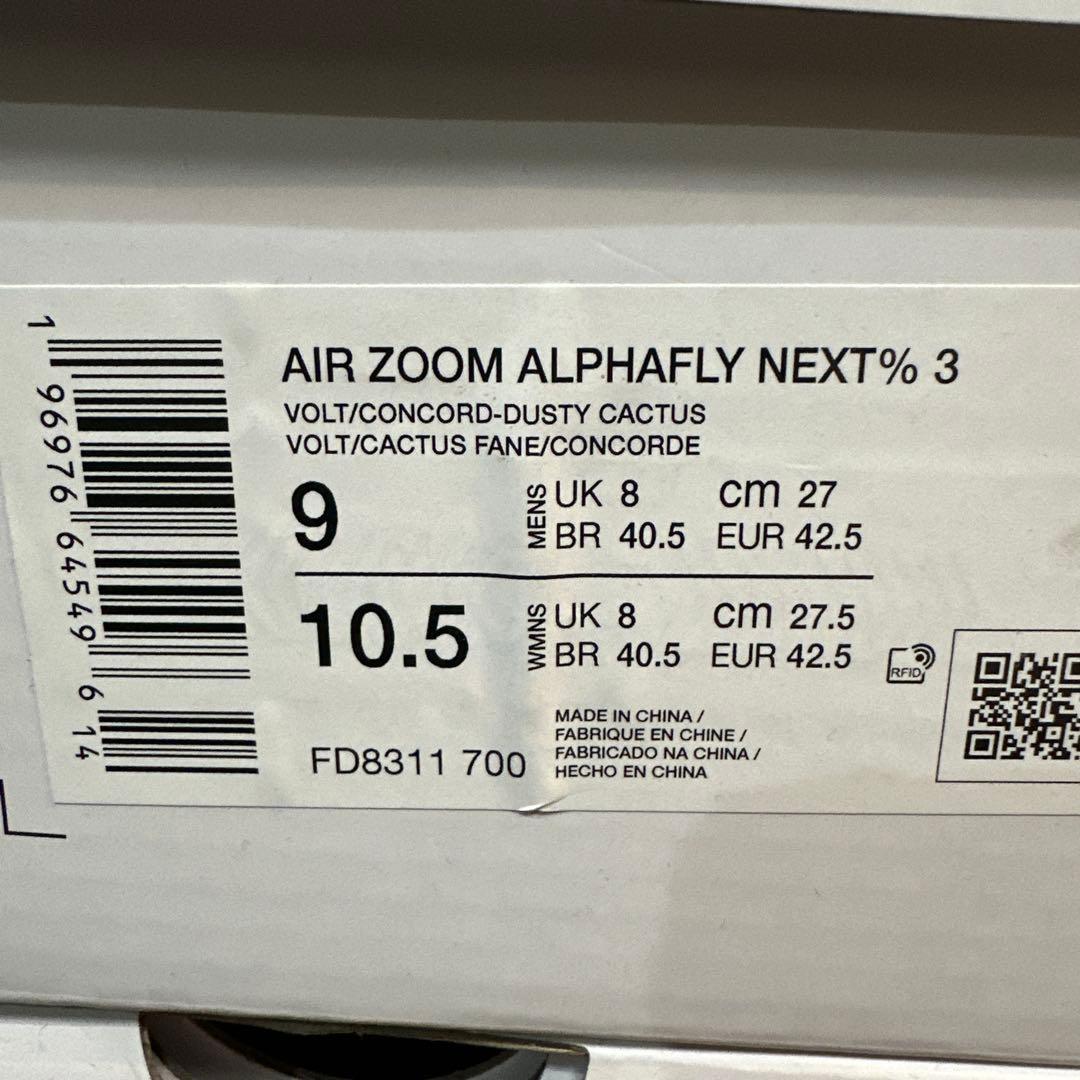 AIR ZOOM ALPHAFLY NEXT% 3
VOLT/CONCORD-DUSTY CACTUS
VOLT/CACTUS FANE/CONCORDE
9 MENS UK 8 cm 27
BR 40.5 EUR 42.5
10.5 WMNS UK 8 cm 27.5
BR 40.5 EUR 42.5
RFID
FD8311 700
MADE IN CHINA /
FABRIQUE EN CHINE /
FABRICADO NA CHINA /
HECHO EN CHINA
1 96976 64549 6 14